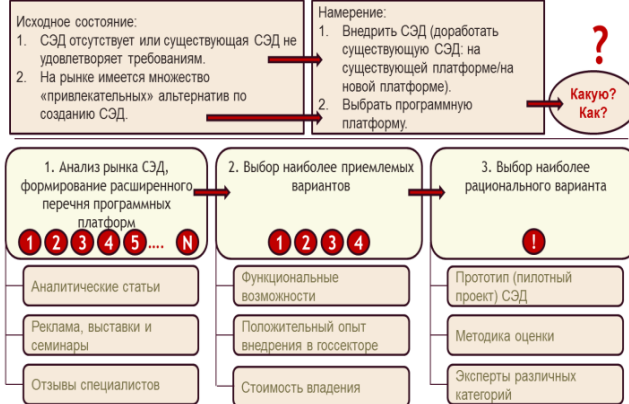 Исходное состояние:
1. СЭД отсутствует или существующая СЭД не
удовлетворяет требованиям.
2. На рынке имеется множество
«привлекательных» альтернатив по
созданию СЭД.
Намерение:
1. Внедрить СЭД (доработать
существующую СЭД: на
существующей платформе/на
новой платформе).
2. Выбрать программную
платформу.
?
Какую?
Как?
1. Анализ рынка СЭД,
формирование расширенного
перечня программных
платформ
1 2 3 4 5 .... N
Аналитические статьи
Реклама, выставки и
семинары
Отзывы специалистов
2. Выбор наиболее приемлемых
вариантов
1 2 3 4
Функциональные
возможности
Положительный опыт
внедрения в госсекторе
Стоимость владения
3. Выбор наиболее
рационального варианта
!
Прототип (пилотный
проект) СЭД
Методика оценки
Эксперты различных
категорий